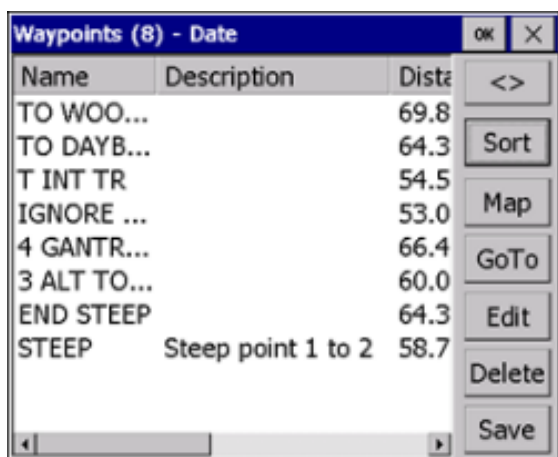 Waypoints (8) - Date OK
Name Description Dista <>
TO WOO... 69.8
TO DAYB... 64.3 Sort
T INT TR 54.5
IGNORE ... 53.0 Map
4 GANTR... 66.4 GoTo
3 ALT TO... 60.0
END STEEP 64.3 Edit
STEEP Steep point 1 to 2 58.7
Delete
Save